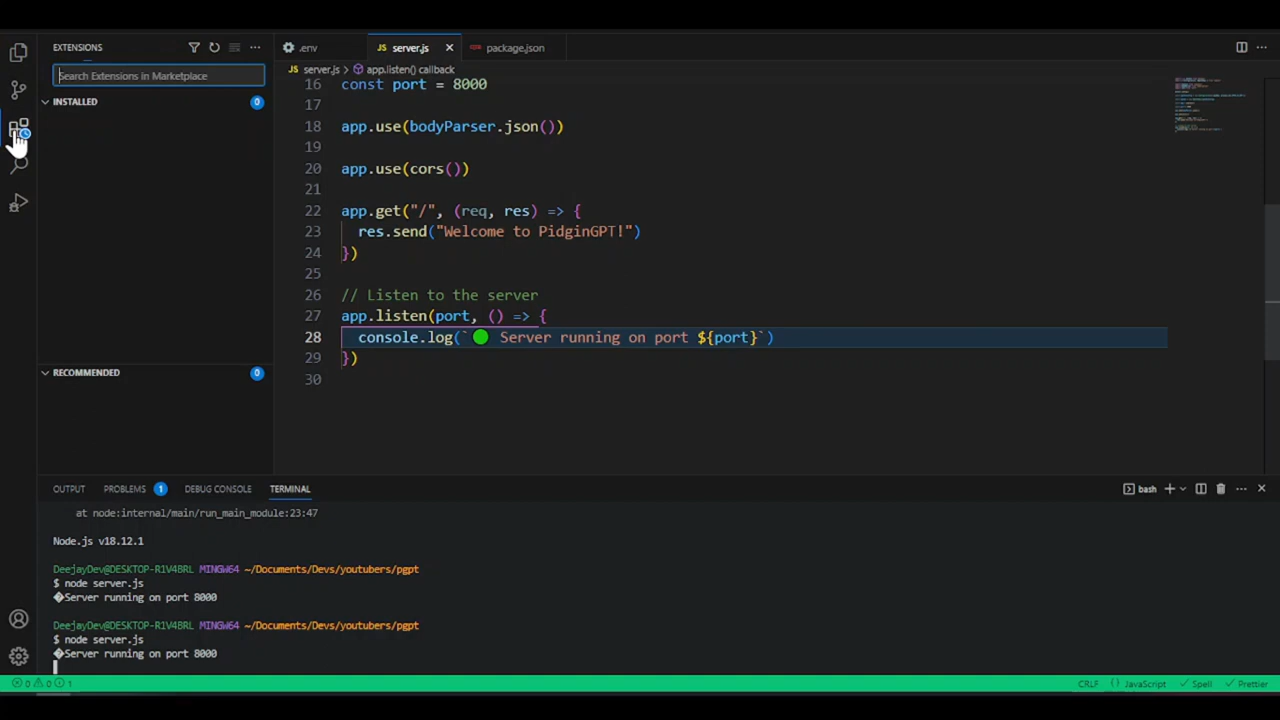 EXTENSIONS
Search Extensions in Marketplace
INSTALLED 0
RECOMMENDED 0
.env server.js package.json
JS server.js > app.listen() callback
16 const port = 8000
17
18 app.use(bodyParser.json())
19
20 app.use(cors())
21
22 app.get("/", (req, res) => {
23 res.send("Welcome to PidginGPT!")
24 })
25
26 // Listen to the server
27 app.listen(port, () => {
28 console.log(`🟢 Server running on port ${port}`)
29 })
30
OUTPUT PROBLEMS 1 DEBUG CONSOLE TERMINAL bash
at node:internal/main/run_main_module:23:47
Node.js v18.12.1
DeejayDev@DESKTOP-R1V4BRL MINGW64 ~/Documents/Devs/youtubers/pgpt
$ node server.js
�Server running on port 8000
DeejayDev@DESKTOP-R1V4BRL MINGW64 ~/Documents/Devs/youtubers/pgpt
$ node server.js
�Server running on port 8000
0 0 1 CRLF {} JavaScript Spell Prettier